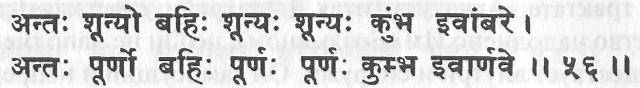 अन्तः शून्यो बहिः शून्यः शून्यः कुंभ इवांबरे ।
अन्तः पूर्णो बहिः पूर्णः पूर्णः कुम्भ इवार्णवे ॥ ५६ ॥